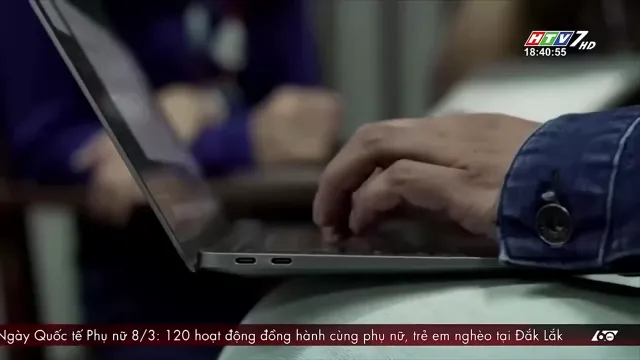 HTV7 HD
18:40:55
Ngày Quốc tế Phụ nữ 8/3: 120 hoạt động đồng hành cùng phụ nữ, trẻ em nghèo tại Đắk Lắk
60